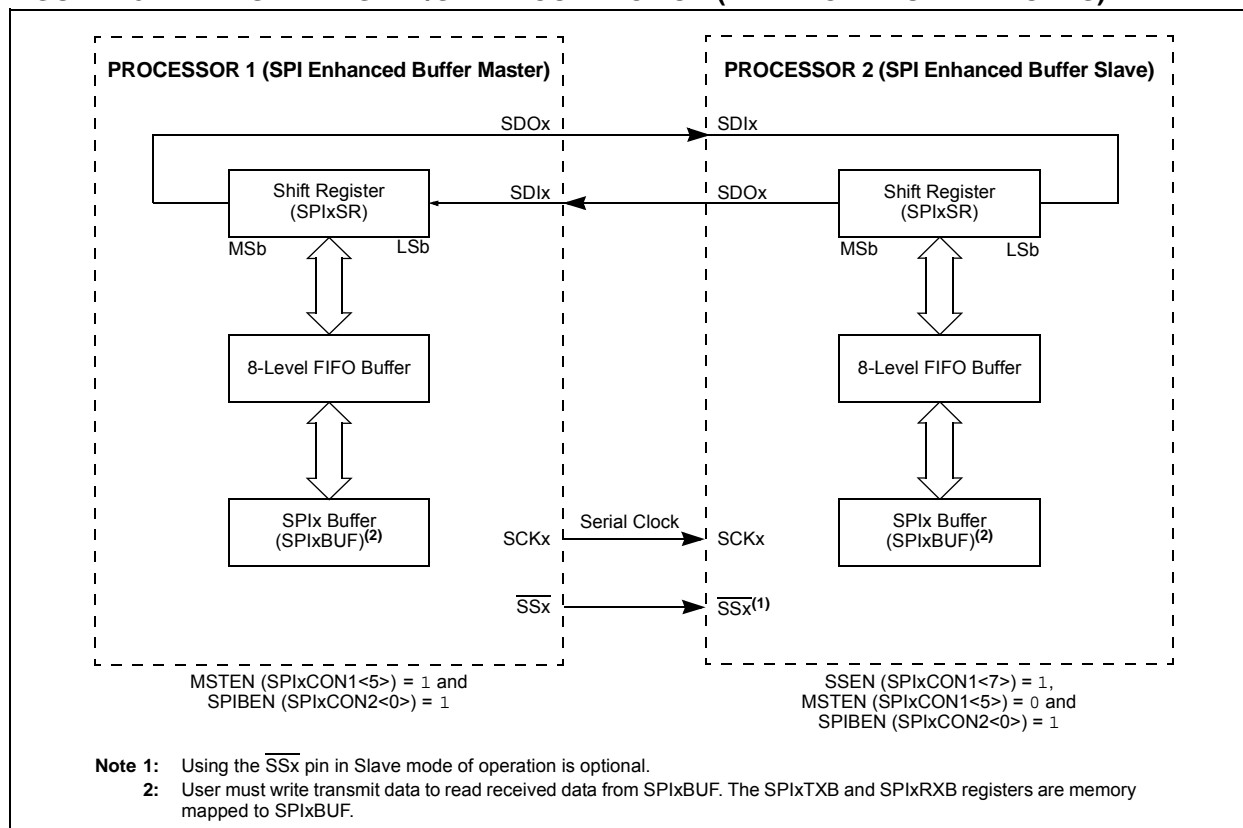 PROCESSOR 1 (SPI Enhanced Buffer Master)
PROCESSOR 2 (SPI Enhanced Buffer Slave)
SDOx
SDIx
Shift Register
(SPIxSR)
SDIx
SDOx
Shift Register
(SPIxSR)
MSb
LSb
MSb
LSb
8-Level FIFO Buffer
8-Level FIFO Buffer
SPIx Buffer
(SPIxBUF)(2)
SCKx
Serial Clock
SCKx
SPIx Buffer
(SPIxBUF)(2)
SSx
SSx(1)
MSTEN (SPIxCON1<5>) = 1 and
SPIBEN (SPIxCON2<0>) = 1
SSEN (SPIxCON1<7>) = 1,
MSTEN (SPIxCON1<5>) = 0 and
SPIBEN (SPIxCON2<0>) = 1
Note 1: Using the SSx pin in Slave mode of operation is optional.
2: User must write transmit data to read received data from SPIxBUF. The SPIxTXB and SPIxRXB registers are memory
mapped to SPIxBUF.